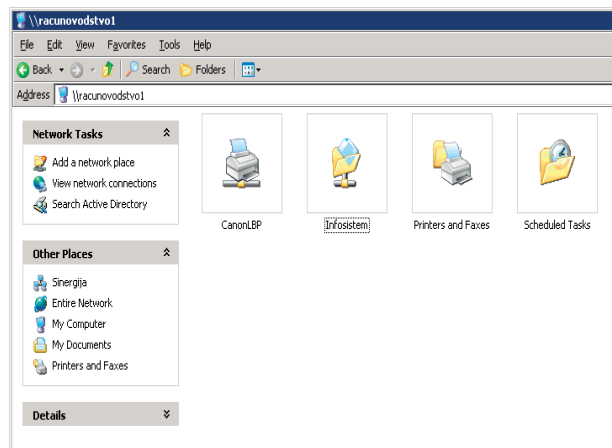 \\racunovodstvo1
File Edit View Favorites Tools Help
Back Search Folders
Address \\racunovodstvo1
Network Tasks
Add a network place
View network connections
Search Active Directory
Other Places
Sinergija
Entire Network
My Computer
My Documents
Printers and Faxes
Details
CanonLBP Infosistem Printers and Faxes Scheduled Tasks